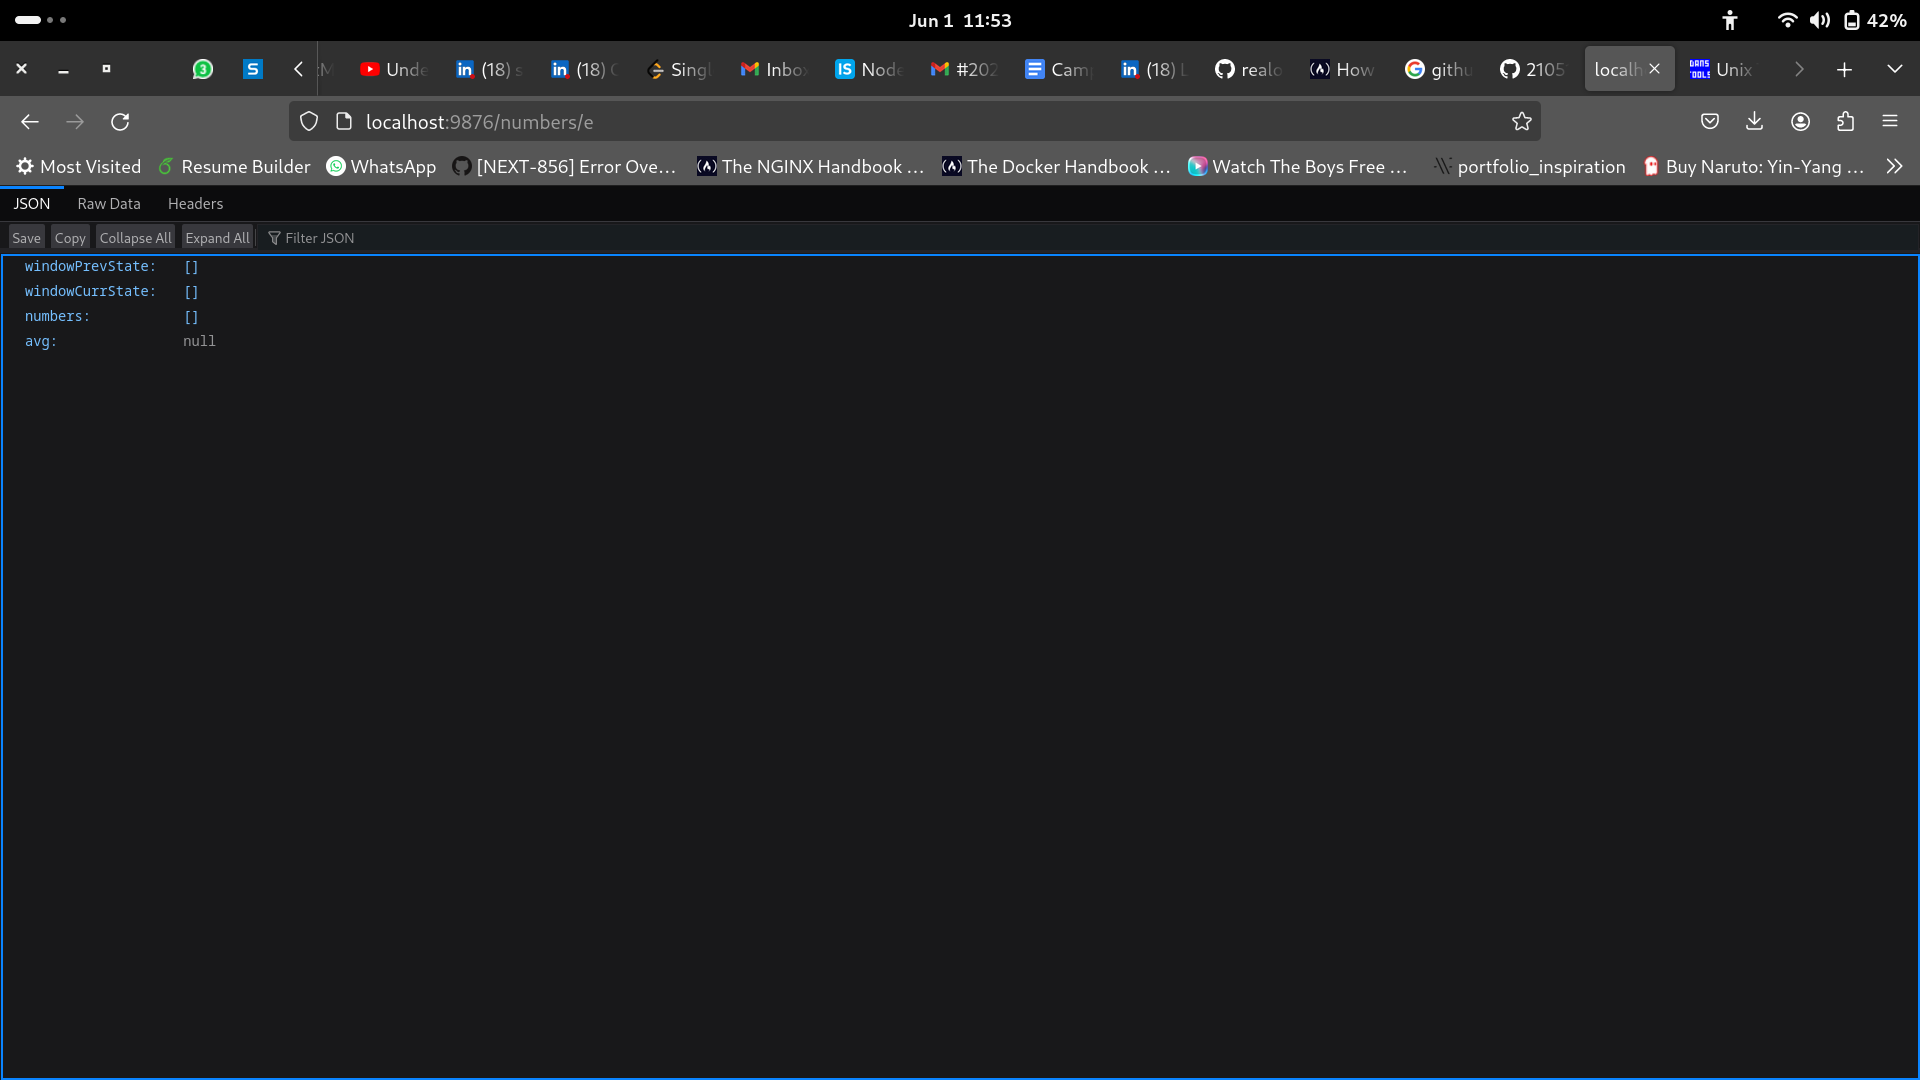 Jun 1 11:53
42%
3 S Unde (18) s (18) C Singl Inbo IS Node #202 Cam (18) L realo How githu 2105 localh Unix
localhost:9876/numbers/e
Most Visited Resume Builder WhatsApp [NEXT-856] Error Ove... The NGINX Handbook ... The Docker Handbook ... Watch The Boys Free ... portfolio_inspiration Buy Naruto: Yin-Yang ...
JSON Raw Data Headers
Save Copy Collapse All Expand All Filter JSON
windowPrevState: []
windowCurrState: []
numbers: []
avg: null